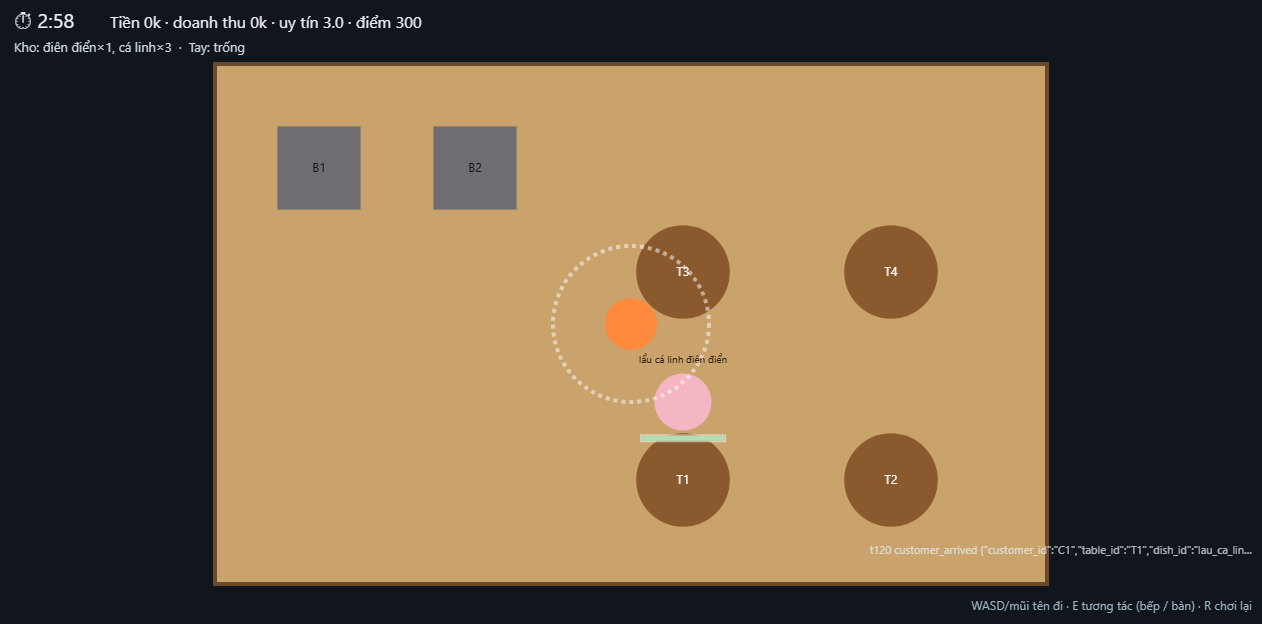 ⏱ 2:58
Tiền 0k · doanh thu 0k · uy tín 3.0 · điểm 300
Kho: điên điển×1, cá linh×3 · Tay: trống
B1
B2
T3
T4
lẩu cá linh điên điển
T1
T2
t120 customer_arrived {"customer_id":"C1","table_id":"T1","dish_id":"lau_ca_lin...
WASD/mũi tên đi · E tương tác (bếp / bàn) · R chơi lại